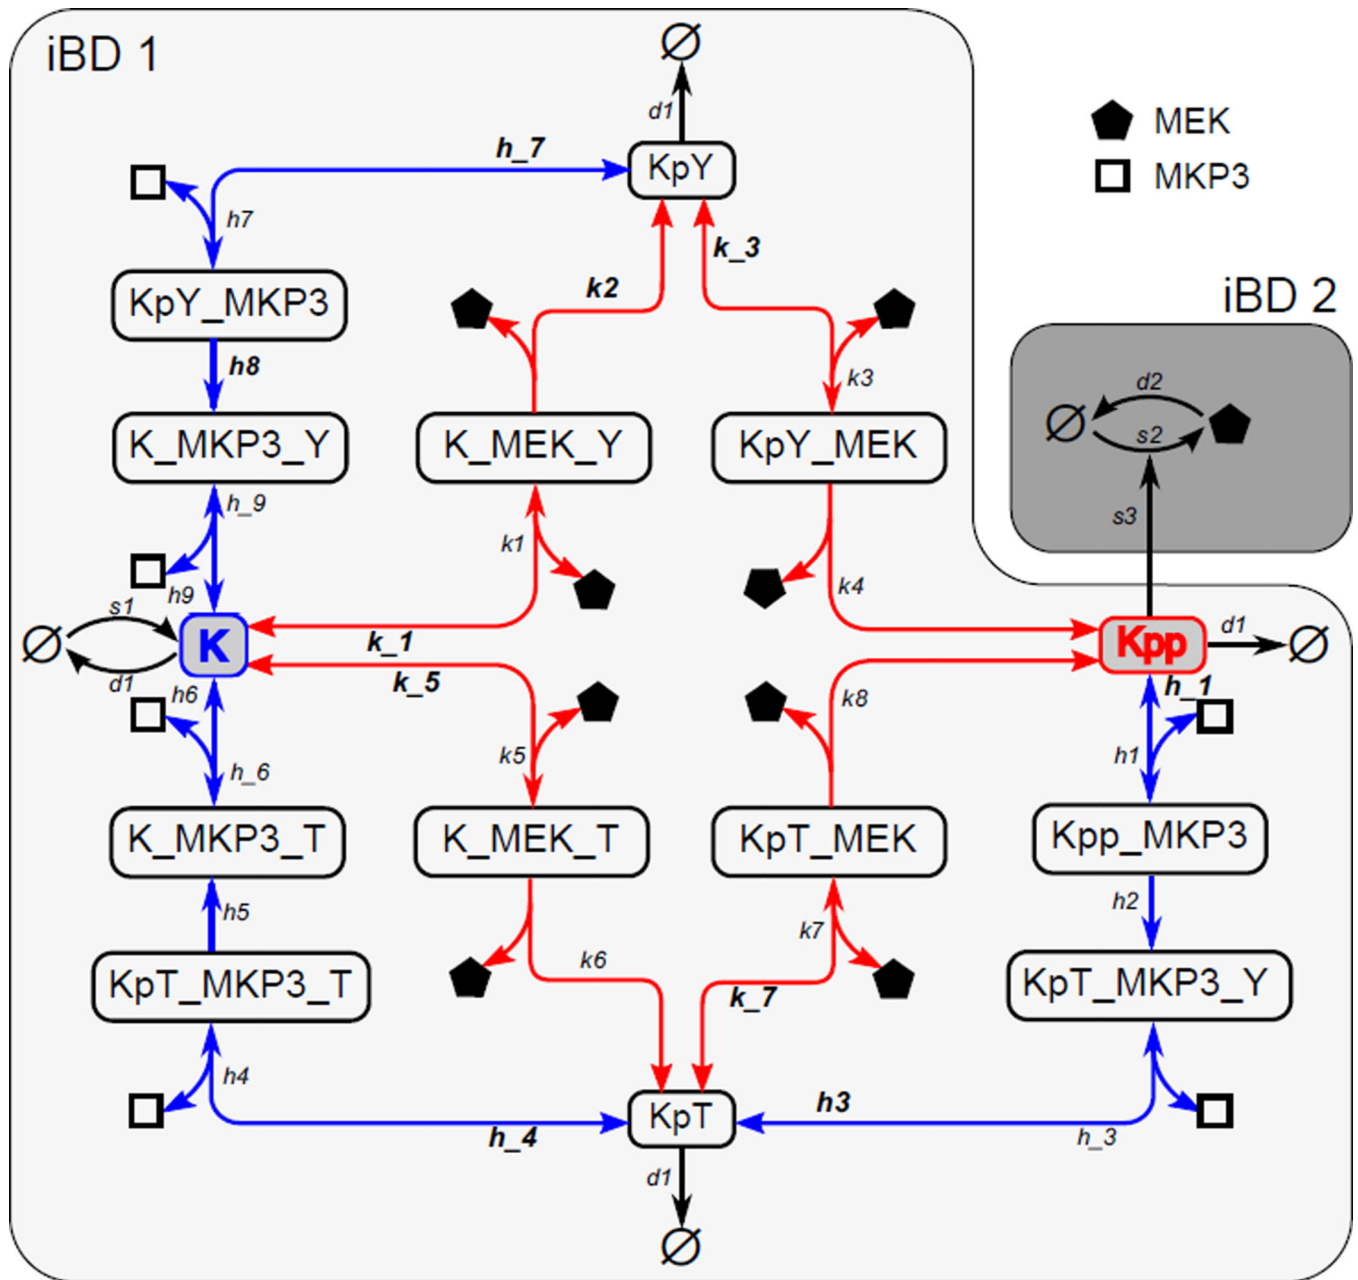 iBD 1
∅
d1
MEK
MKP3
h_7
KpY
h7
k_3
k2
KpY_MKP3
iBD 2
h8
k3
d2
∅
s2
K_MKP3_Y
K_MEK_Y
KpY_MEK
h_9
s3
k1
h9
k4
s1
∅
K
k_1
Kpp
d1
∅
d1
k_5
h6
h_1
k8
h_6
k5
h1
K_MKP3_T
K_MEK_T
KpT_MEK
Kpp_MKP3
h5
h2
k7
k6
KpT_MKP3_T
KpT_MKP3_Y
k_7
h4
h3
KpT
h_4
h_3
d1
∅